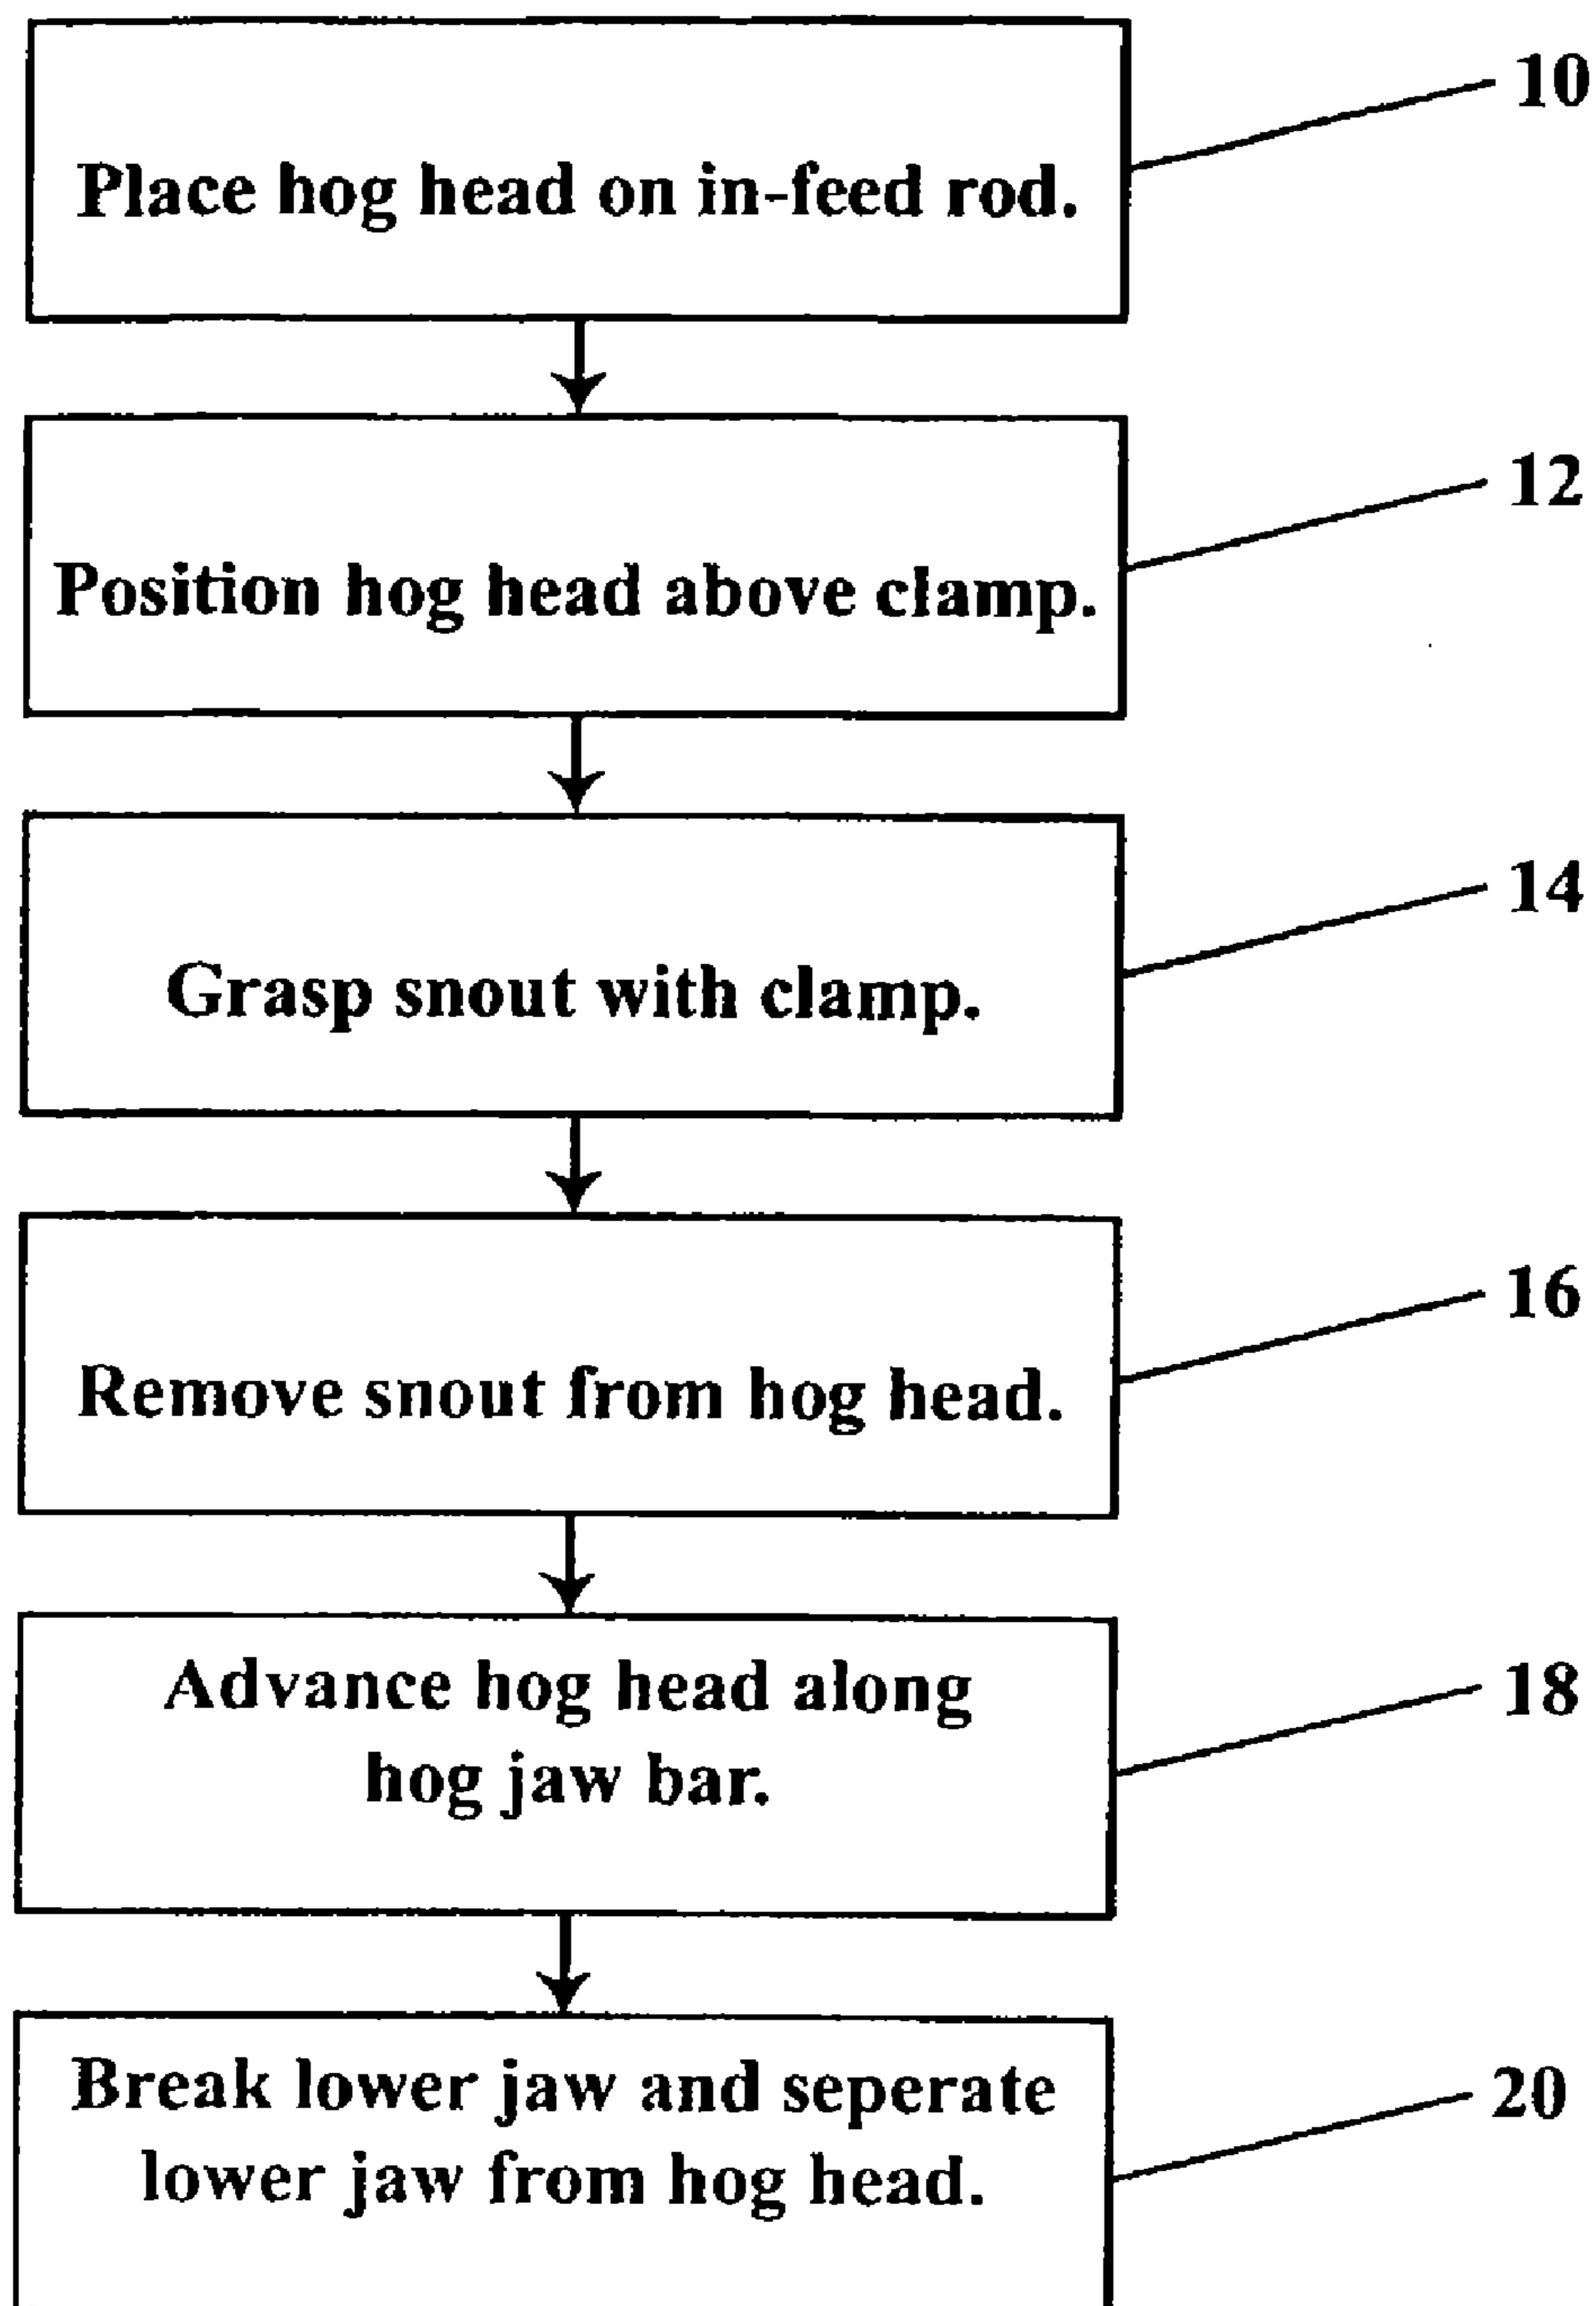 Place hog head on in-feed rod.
10
Position hog head above clamp.
12
Grasp snout with clamp.
14
Remove snout from hog head.
16
Advance hog head along
hog jaw bar.
18
Break lower jaw and seperate
lower jaw from hog head.
20